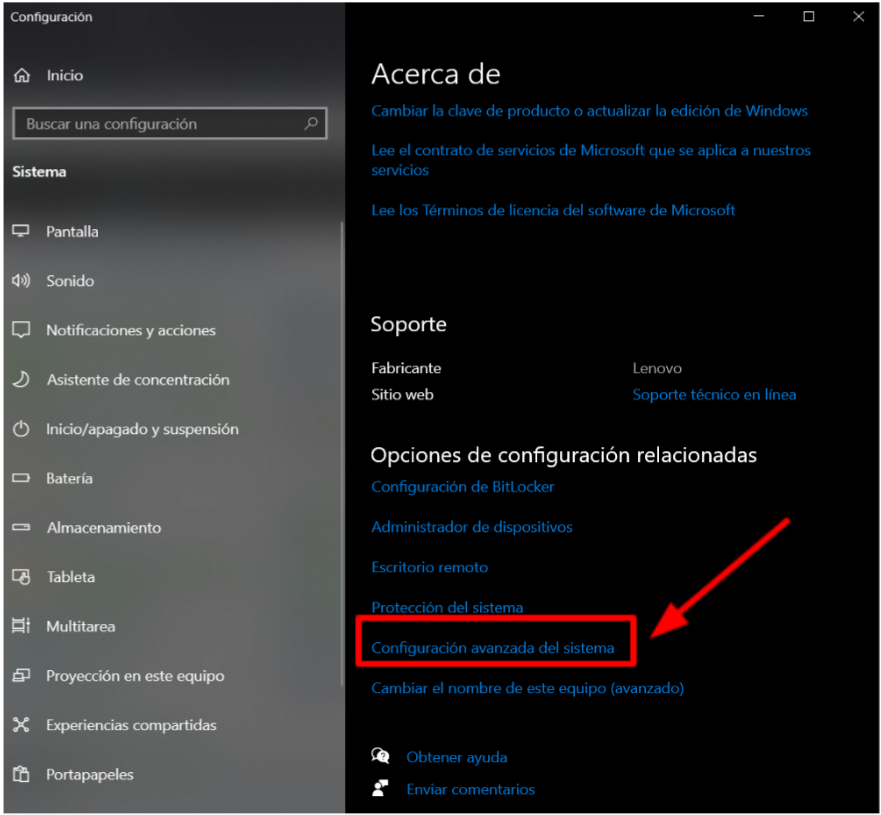 Configuración
Inicio
Buscar una configuración
Sistema
Pantalla
Sonido
Notificaciones y acciones
Asistente de concentración
Inicio/apagado y suspensión
Batería
Almacenamiento
Tableta
Multitarea
Proyección en este equipo
Experiencias compartidas
Portapapeles
Acerca de
Cambiar la clave de producto o actualizar la edición de Windows
Lee el contrato de servicios de Microsoft que se aplica a nuestros
servicios
Lee los Términos de licencia del software de Microsoft
Soporte
Fabricante Lenovo
Sitio web Soporte técnico en línea
Opciones de configuración relacionadas
Configuración de BitLocker
Administrador de dispositivos
Escritorio remoto
Protección del sistema
Configuración avanzada del sistema
Cambiar el nombre de este equipo (avanzado)
Obtener ayuda
Enviar comentarios